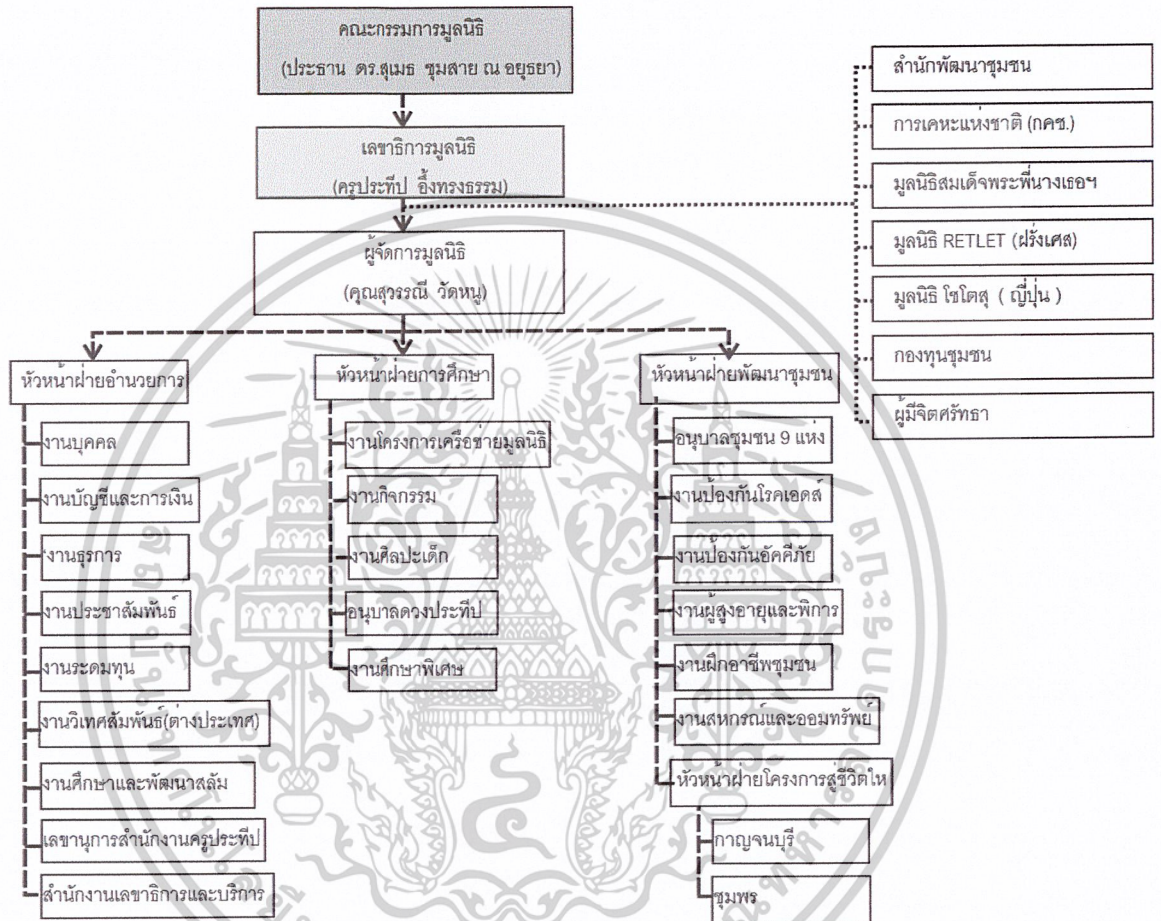 คณะกรรมการมูลนิธิ
(ประธาน ดร.สุเมธ ชุมสาย ณ อยุธยา)
เลขาธิการมูลนิธิ
(ครูประทีป อึ้งทรงธรรม)
ผู้จัดการมูลนิธิ
(คุณสุวรรณี วัดหนู)
สำนักพัฒนาชุมชน
การเคหะแห่งชาติ (กคช.)
มูลนิธิสมเด็จพระพี่นางเธอฯ
มูลนิธิ RETLET (ฝรั่งเศส)
มูลนิธิ โซโตสุ ( ญี่ปุ่น )
กองทุนชุมชน
ผู้มีจิตศรัทธา
หัวหน้าฝ่ายอำนวยการ
งานบุคคล
งานบัญชีและการเงิน
งานธุรการ
งานประชาสัมพันธ์
งานระดมทุน
งานวิเทศสัมพันธ์(ต่างประเทศ)
งานศึกษาและพัฒนาสลัม
เลขานุการสำนักงานครูประทีป
สำนักงานเลขาธิการและบริการ
หัวหน้าฝ่ายการศึกษา
งานโครงการเครือข่ายมูลนิธิ
งานกิจกรรม
งานศิลปะเด็ก
อนุบาลดวงประทีป
งานศึกษาพิเศษ
หัวหน้าฝ่ายพัฒนาชุมชน
อนุบาลชุมชน 9 แห่ง
งานป้องกันโรคเอดส์
งานป้องกันอัคคีภัย
งานผู้สูงอายุและพิการ
งานฝึกอาชีพชุมชน
งานสหกรณ์และออมทรัพย์
หัวหน้าฝ่ายโครงการสู่ชีวิตให
กาญจนบุรี
ชุมพร